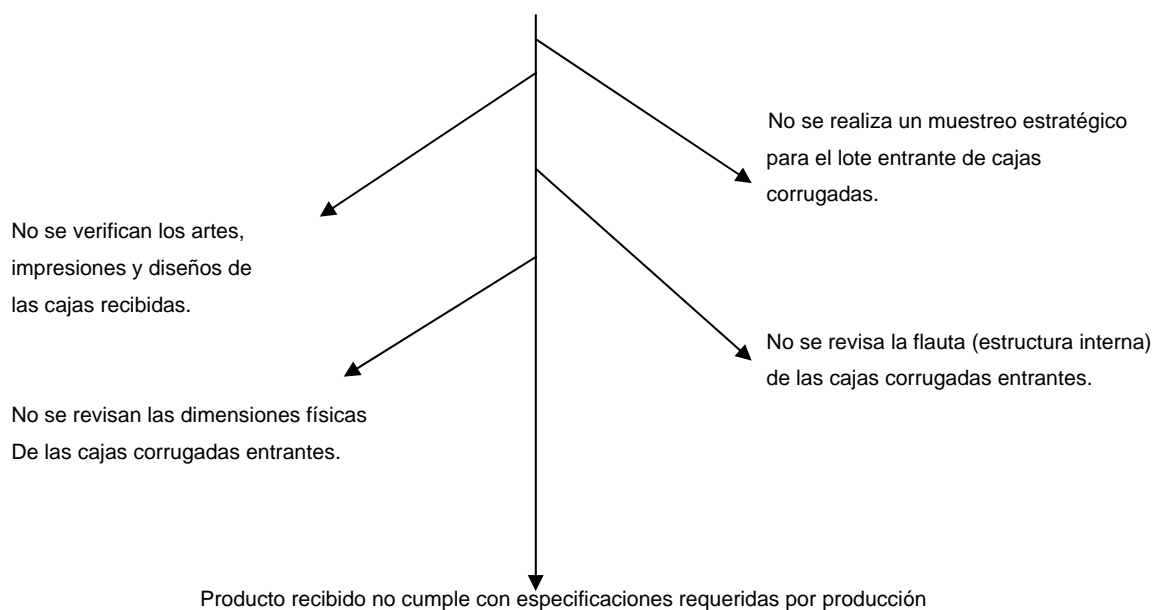 No se realiza un muestreo estratégico
para el lote entrante de cajas
corrugadas.
No se verifican los artes,
impresiones y diseños de
las cajas recibidas.
No se revisa la flauta (estructura interna)
de las cajas corrugadas entrantes.
No se revisan las dimensiones físicas
De las cajas corrugadas entrantes.
Producto recibido no cumple con especificaciones requeridas por producción